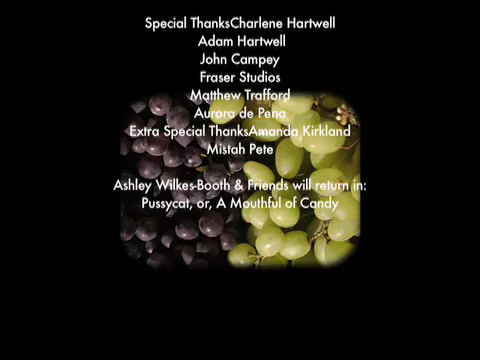 Special ThanksCharlene Hartwell
Adam Hartwell
John Campey
Fraser Studios
Matthew Trafford
Aurora de Pena
Extra Special ThanksAmanda Kirkland
Mistah Pete
Ashley Wilkes-Booth & Friends will return in:
Pussycat, or, A Mouthful of Candy